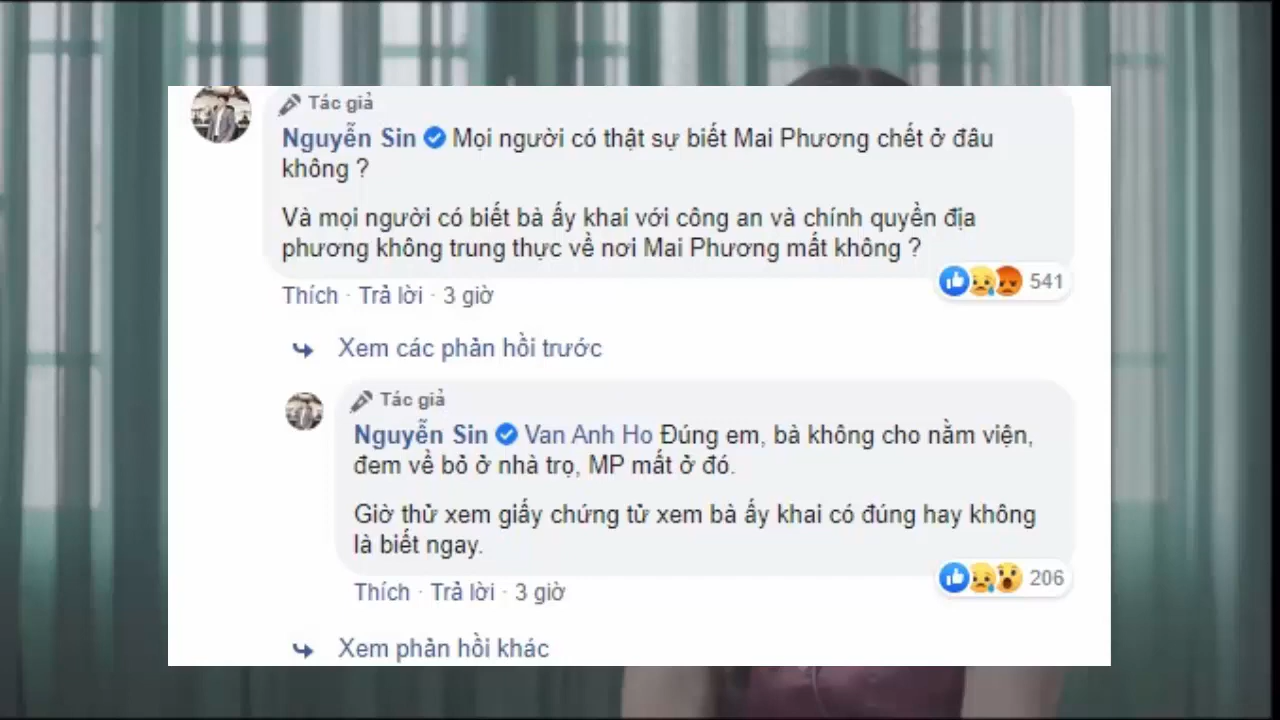 Tác giả
Nguyễn Sin Mọi người có thật sự biết Mai Phương chết ở đâu
không ?
Và mọi người có biết bà ấy khai với công an và chính quyền địa
phương không trung thực về nơi Mai Phương mất không ?
541
Thích · Trả lời · 3 giờ
Xem các phản hồi trước
Tác giả
Nguyễn Sin Van Anh Ho Đúng em, bà không cho nằm viện,
đem về bỏ ở nhà trọ, MP mất ở đó.
Giờ thử xem giấy chứng tử xem bà ấy khai có đúng hay không
là biết ngay.
206
Thích · Trả lời · 3 giờ
Xem phản hồi khác